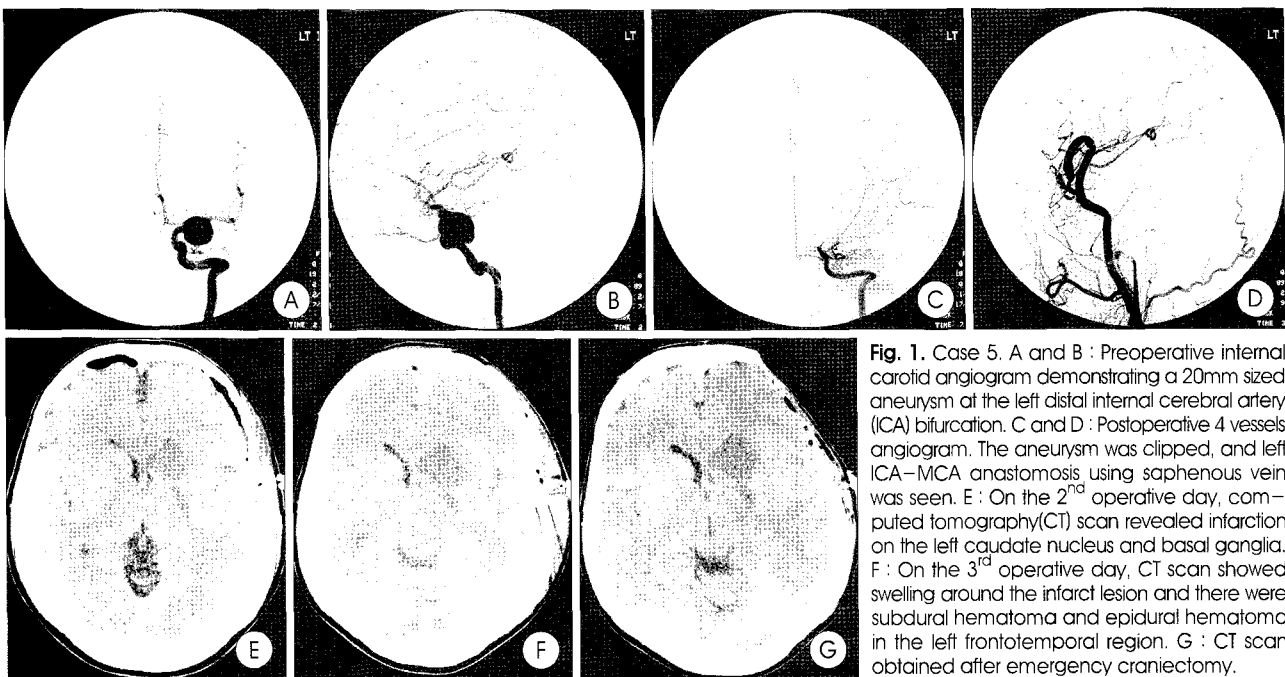 LT
A
LT
B
LT
C
TIME 7
LT
D
E
F
G
Fig. 1. Case 5. A and B : Preoperative internal
carotid angiogram demonstrating a 20mm sized
aneurysm at the left distal internal cerebral artery
(ICA) bifurcation. C and D : Postoperative 4 vessels
angiogram. The aneurysm was clipped, and left
ICA-MCA anastomosis using saphenous vein
was seen. E : On the 2nd operative day, com-
puted tomography(CT) scan revealed infarction
on the left caudate nucleus and basal ganglia.
F : On the 3rd operative day, CT scan showed
swelling around the infarct lesion and there were
subdural hematoma and epidural hematoma
in the left frontotemporal region. G : CT scan
obtained after emergency craniectomy.